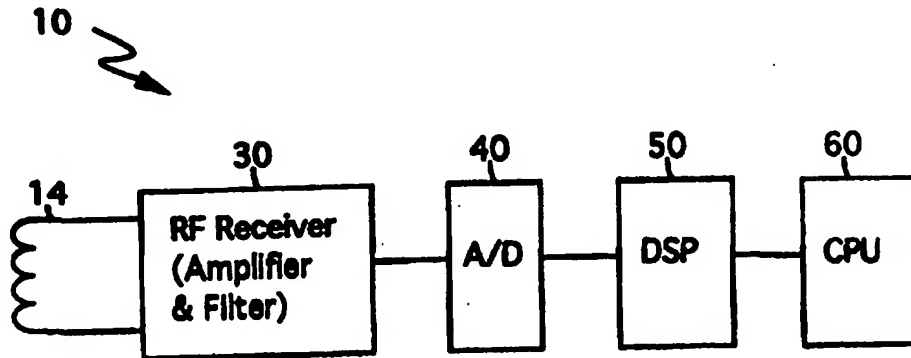 10
14
30
40
50
60
RF Receiver
(Amplifier
& Filter)
A/D
DSP
CPU